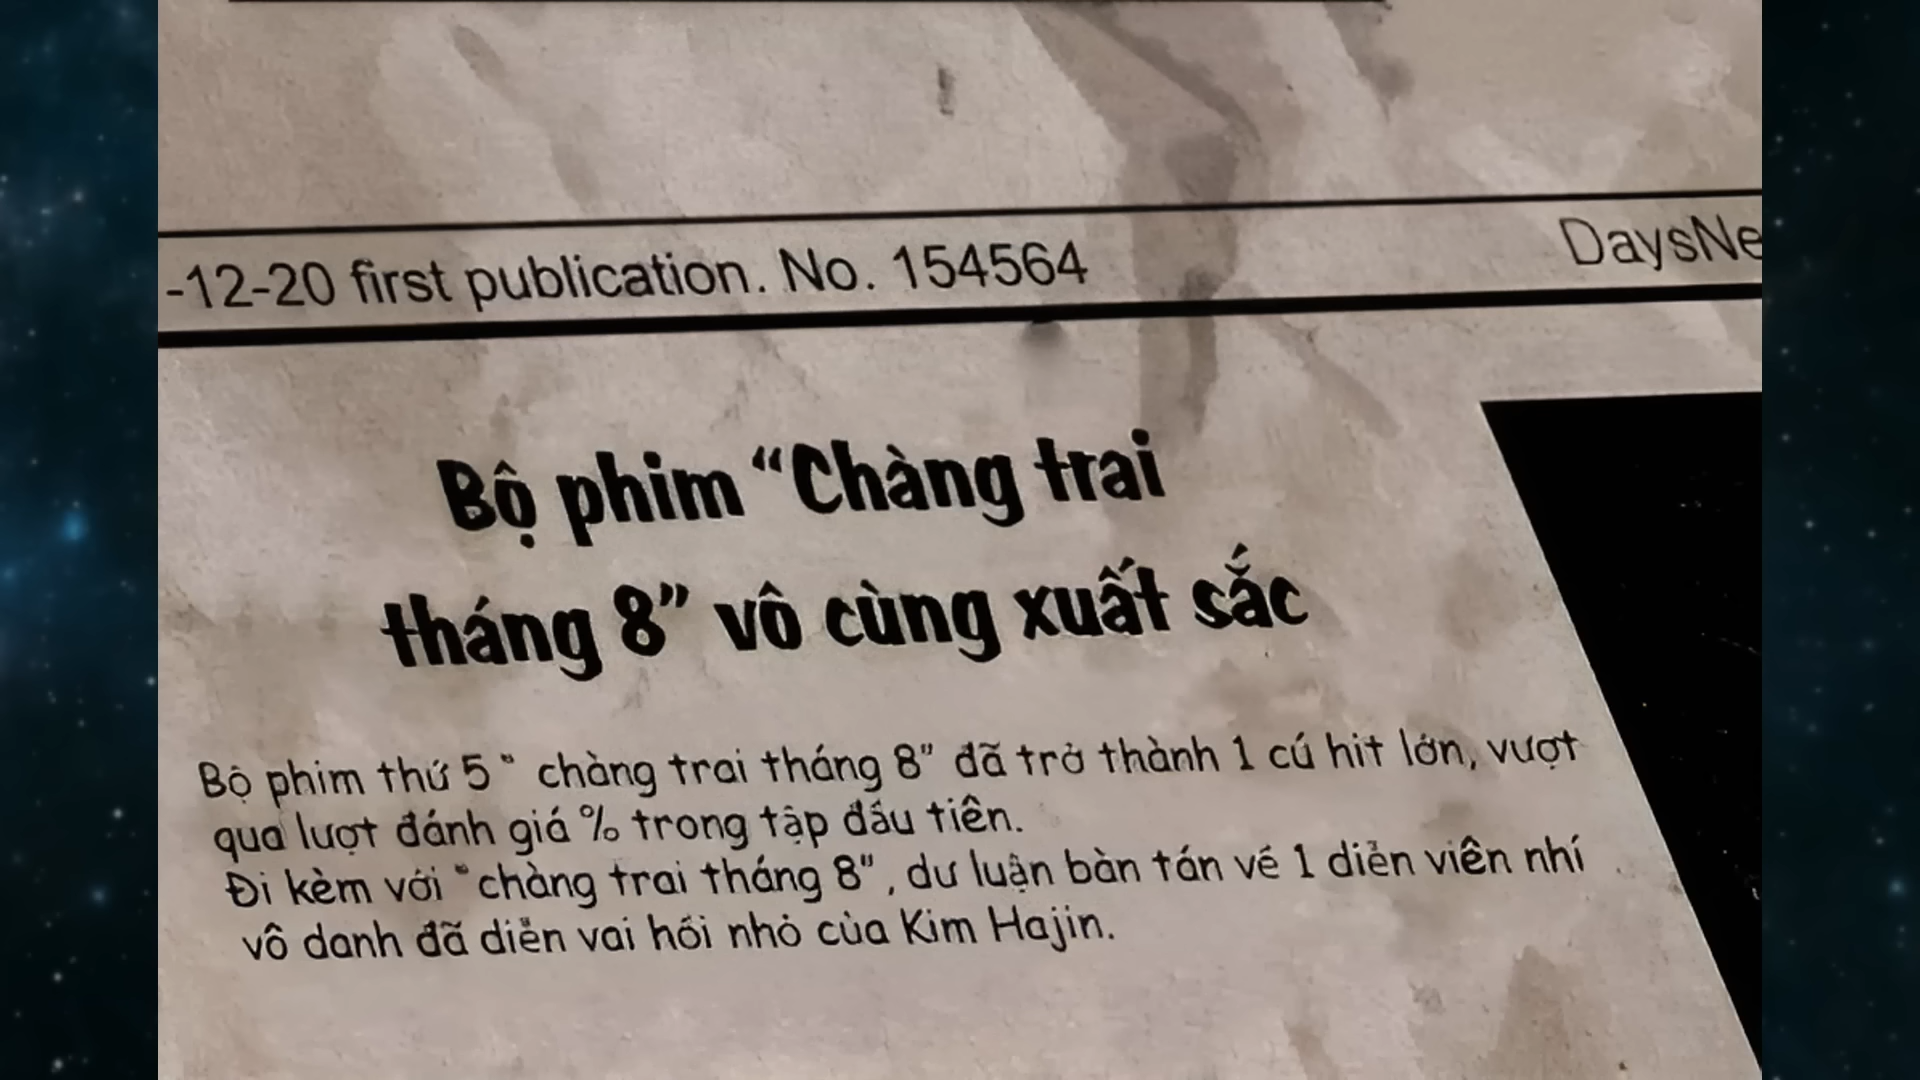 -12-20 first publication. No. 154564
DaysNe
Bộ phim “Chàng trai
tháng 8” vô cùng xuất sắc
Bộ phim thứ 5 “ chàng trai tháng 8” đã trở thành 1 cú hit lớn, vượt
qua lượt đánh giá % trong tập đầu tiên.
Đi kèm với “chàng trai tháng 8”, dư luận bàn tán về 1 diễn viên nhí
vô danh đã diễn vai hồi nhỏ của Kim Hajin.